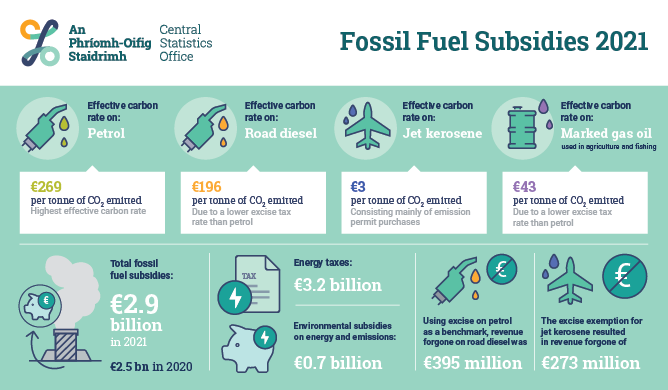 An
Phríomh-Oifig
Staidrimh
Central
Statistics
Office
Fossil Fuel Subsidies 2021
Effective carbon
rate on:
Petrol
€269
per tonne of CO₂ emitted
Highest effective carbon rate
Effective carbon
rate on:
Road diesel
€196
per tonne of CO₂ emitted
Due to a lower excise tax
rate than petrol
Effective carbon
rate on:
Jet kerosene
€3
per tonne of CO₂ emitted
Consisting mainly of emission
permit purchases
Effective carbon
rate on:
Marked gas oil
used in agriculture and fishing
€43
per tonne of CO₂ emitted
Due to a lower excise tax
rate than petrol
€
Total fossil
fuel subsidies:
€2.9
billion
in 2021
€2.5 bn in 2020
TAX
Energy taxes:
€3.2 billion
Environmental subsidies
on energy and emissions:
€0.7 billion
€
Using excise on petrol
as a benchmark, revenue
forgone on road diesel was
€395 million
€
The excise exemption for
jet kerosene resulted
in revenue forgone of
€273 million